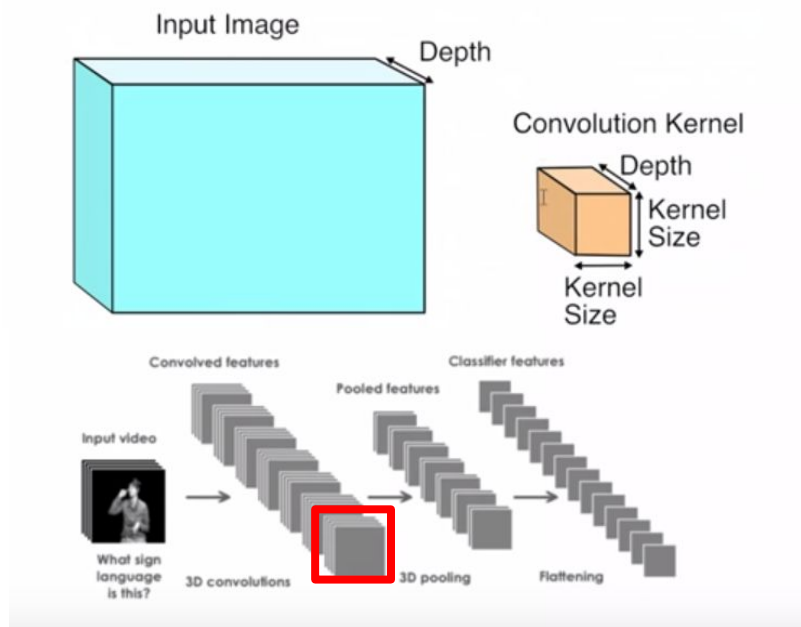 Input Image
Depth
Convolution Kernel
Depth
Kernel
Size
Kernel
Size
Convolved features
Classifier features
Pooled features
Input video
What sign
language
is this?
3D convolutions
3D pooling
Flattening